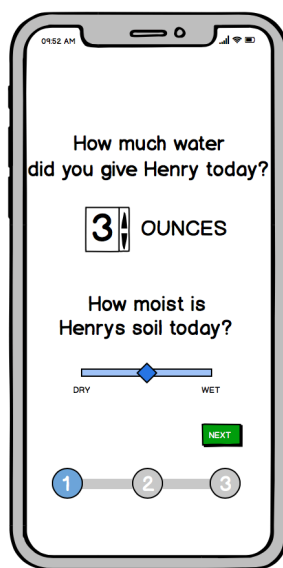 09:52 AM
How much water
did you give Henry today?
3 OUNCES
How moist is
Henrys soil today?
DRY WET
NEXT
1 2 3